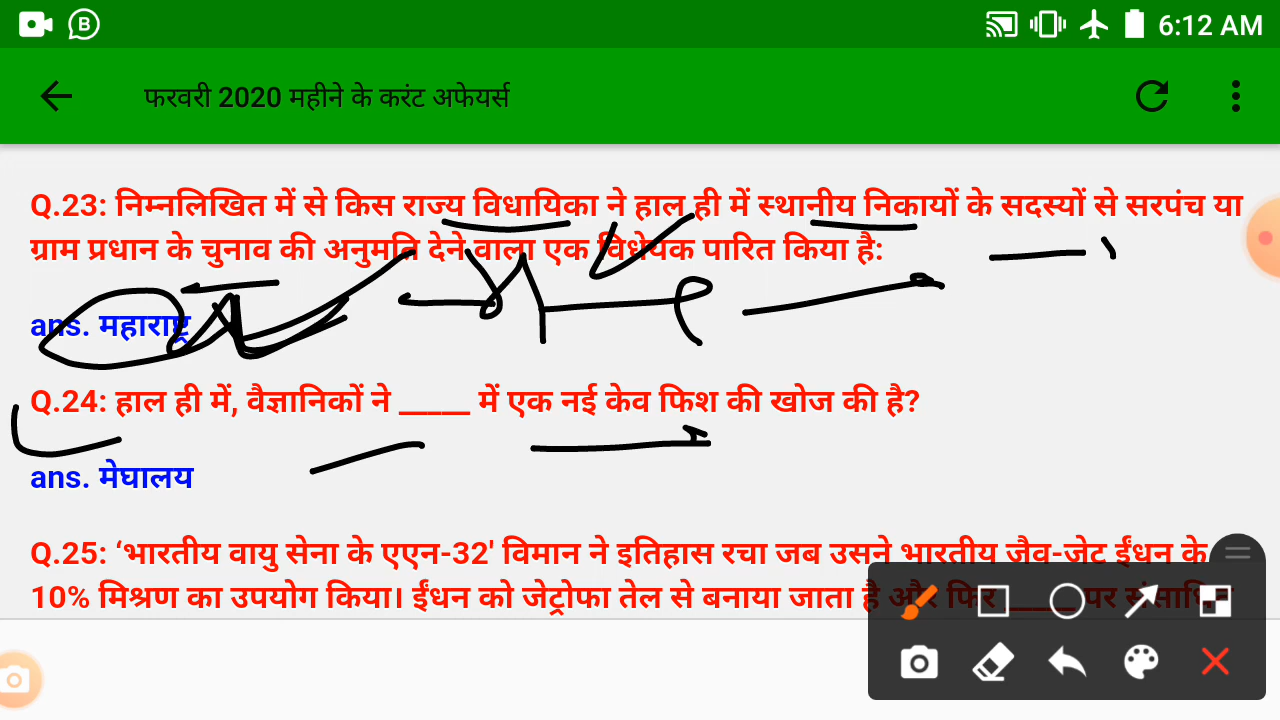 6:12 AM
फरवरी 2020 महीने के करंट अफेयर्स
Q.23: निम्नलिखित में से किस राज्य विधायिका ने हाल ही में स्थानीय निकायों के सदस्यों से सरपंच या
ग्राम प्रधान के चुनाव की अनुमति देने वाला एक विधेयक पारित किया है:
ans. महाराष्ट्र
Q.24: हाल ही में, वैज्ञानिकों ने _____ में एक नई केव फिश की खोज की है?
ans. मेघालय
Q.25: ‘भारतीय वायु सेना के एएन-32' विमान ने इतिहास रचा जब उसने भारतीय जैव-जेट ईंधन के
10% मिश्रण का उपयोग किया। ईंधन को जेट्रोफा तेल से बनाया जाता है और फिर _____ पर संसाधित